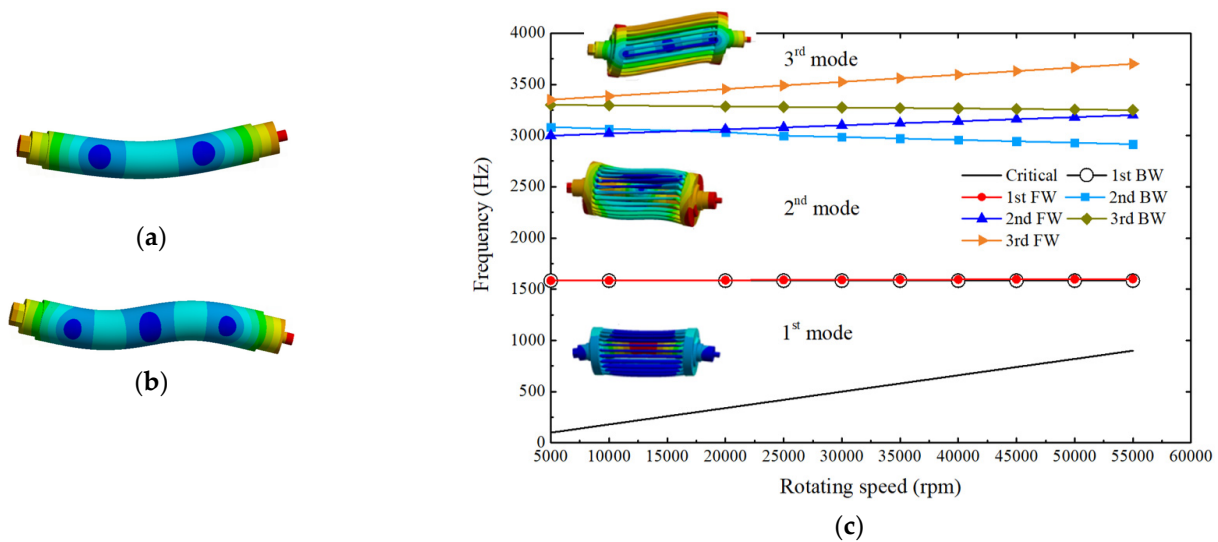 (a)
(b)
4000
3500
3000
2500
2000
1500
1000
500
0
Frequency (Hz)
3rd mode
2nd mode
1st mode
Critical
1st BW
1st FW
2nd BW
2nd FW
3rd BW
3rd FW
5000 10000 15000 20000 25000 30000 35000 40000 45000 50000 55000 60000
Rotating speed (rpm)
(c)